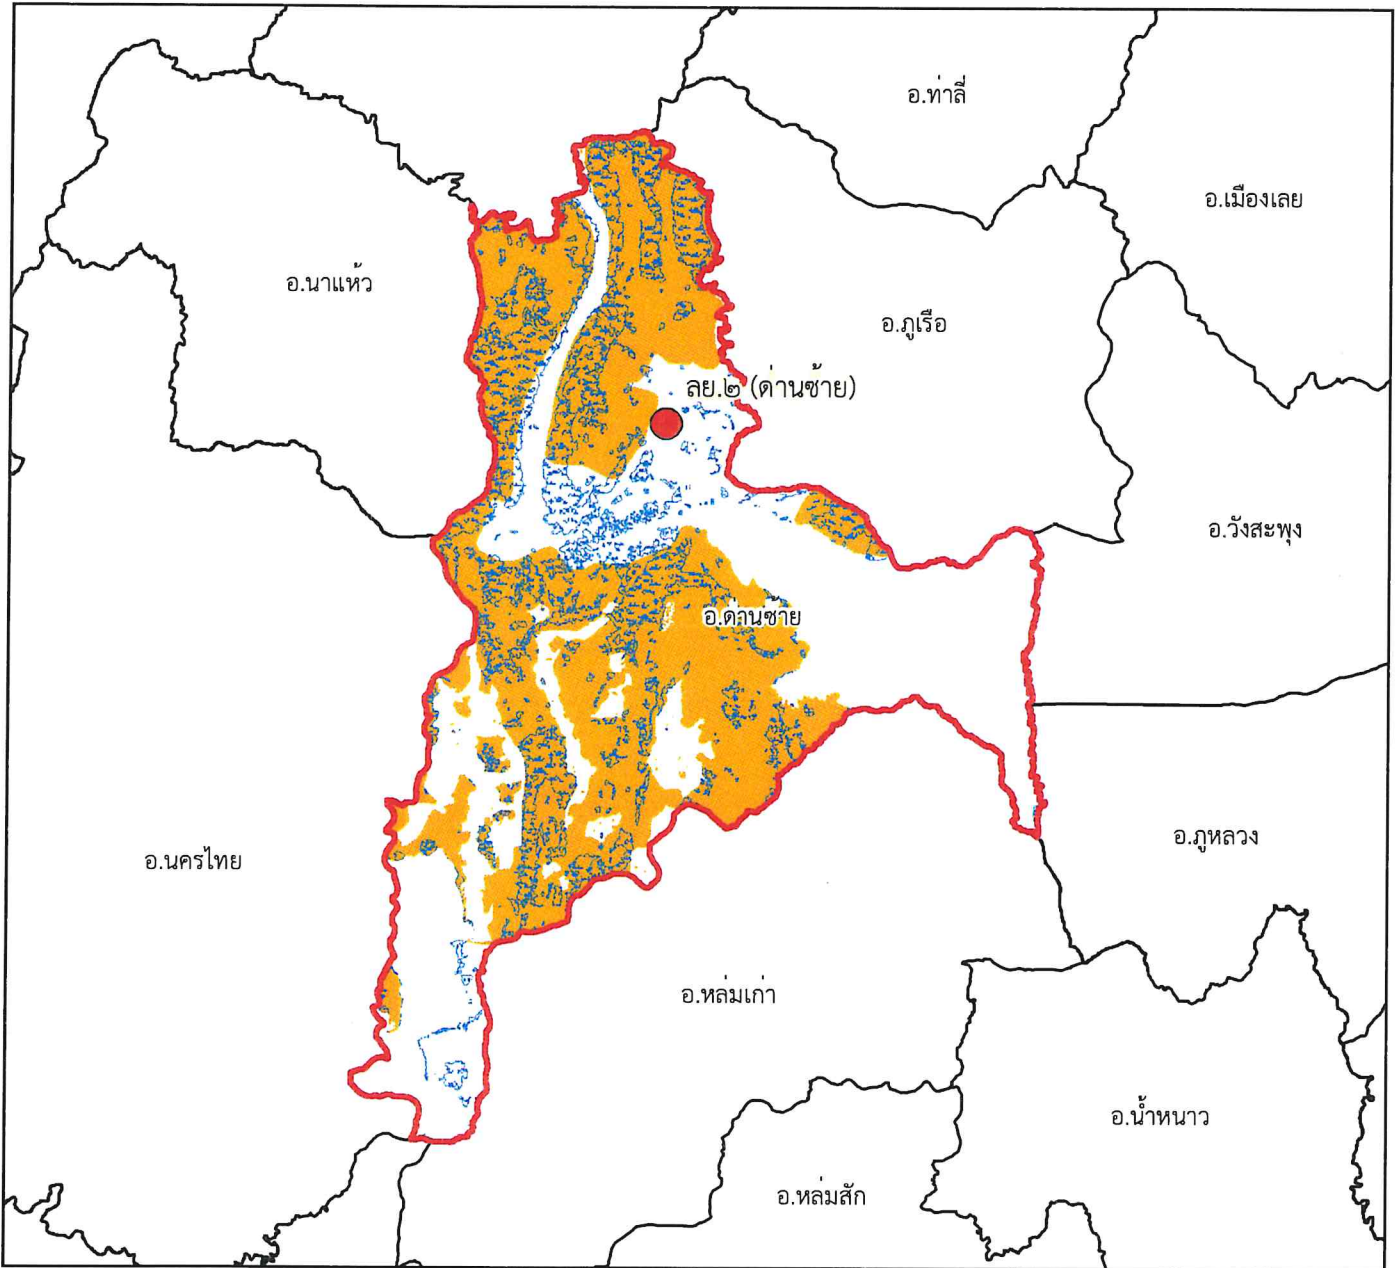 อ.ท่าลี่
อ.เมืองเลย
อ.นาแห้ว
อ.ภูเรือ
ลย.๒ (ด่านซ้าย)
อ.วังสะพุง
อ.ด่านซ้าย
อ.ภูหลวง
อ.นครไทย
อ.หล่มเก่า
อ.น้ำหนาว
อ.หล่มสัก